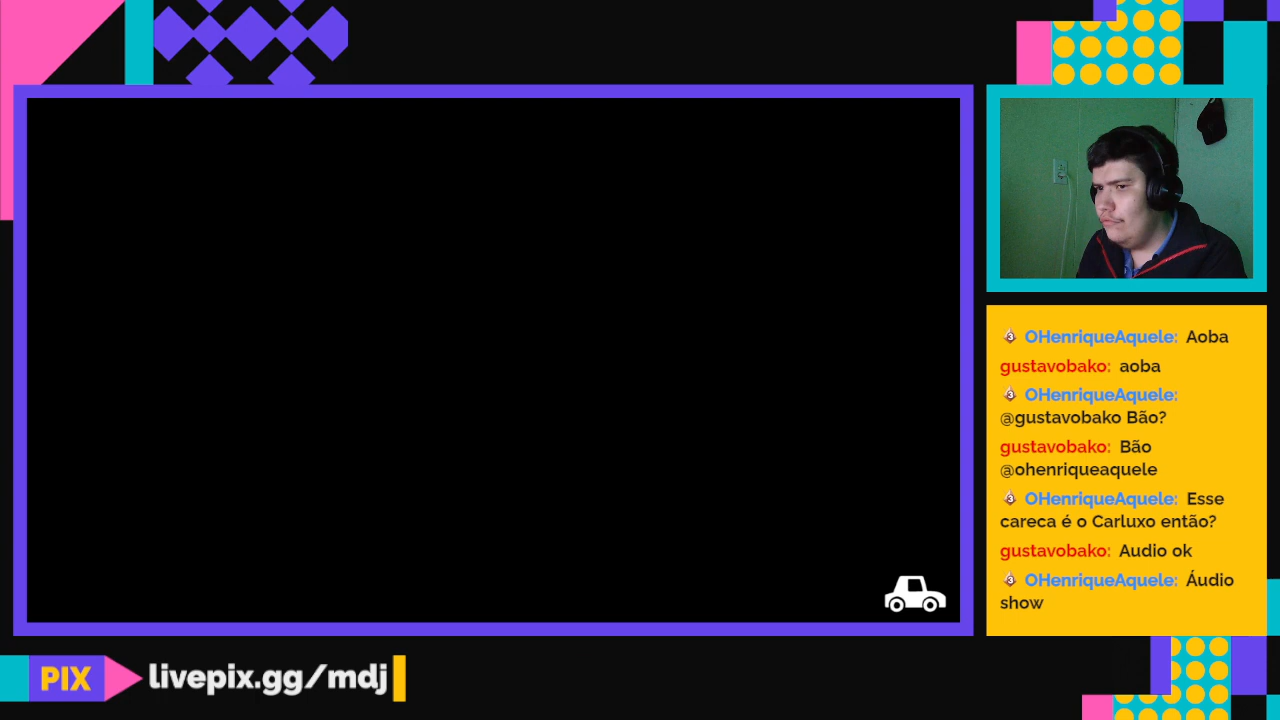 OHenriqueAquele: Aoba
gustavobako: aoba
OHenriqueAquele:
@gustavobako Bão?
gustavobako: Bão
@ohenriqueaquele
OHenriqueAquele: Esse
careca é o Carluxo então?
gustavobako: Audio ok
OHenriqueAquele: Áudio
show
PIX livepix.gg/mdj